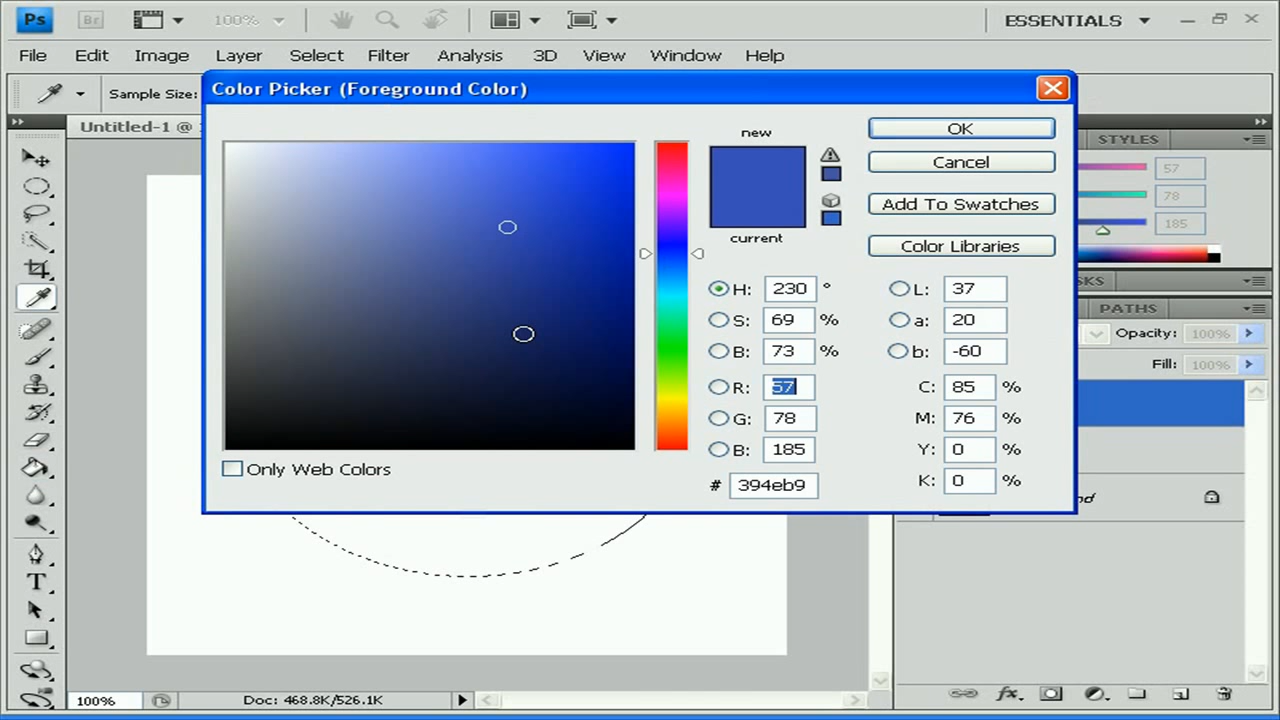 Ps Br 100% ESSENTIALS
File Edit Image Layer Select Filter Analysis 3D View Window Help
Sample Size:
Color Picker (Foreground Color)
Untitled-1 @
new
current
OK
Cancel
Add To Swatches
Color Libraries
H: 230 °
S: 69 %
B: 73 %
R: 57
G: 78
B: 185
# 394eb9
L: 37
a: 20
b: -60
C: 85 %
M: 76 %
Y: 0 %
K: 0 %
Only Web Colors
STYLES
57
78
185
KS
PATHS
Opacity: 100%
Fill: 100%
nd
T
100% Doc: 468.8K/526.1K
fx